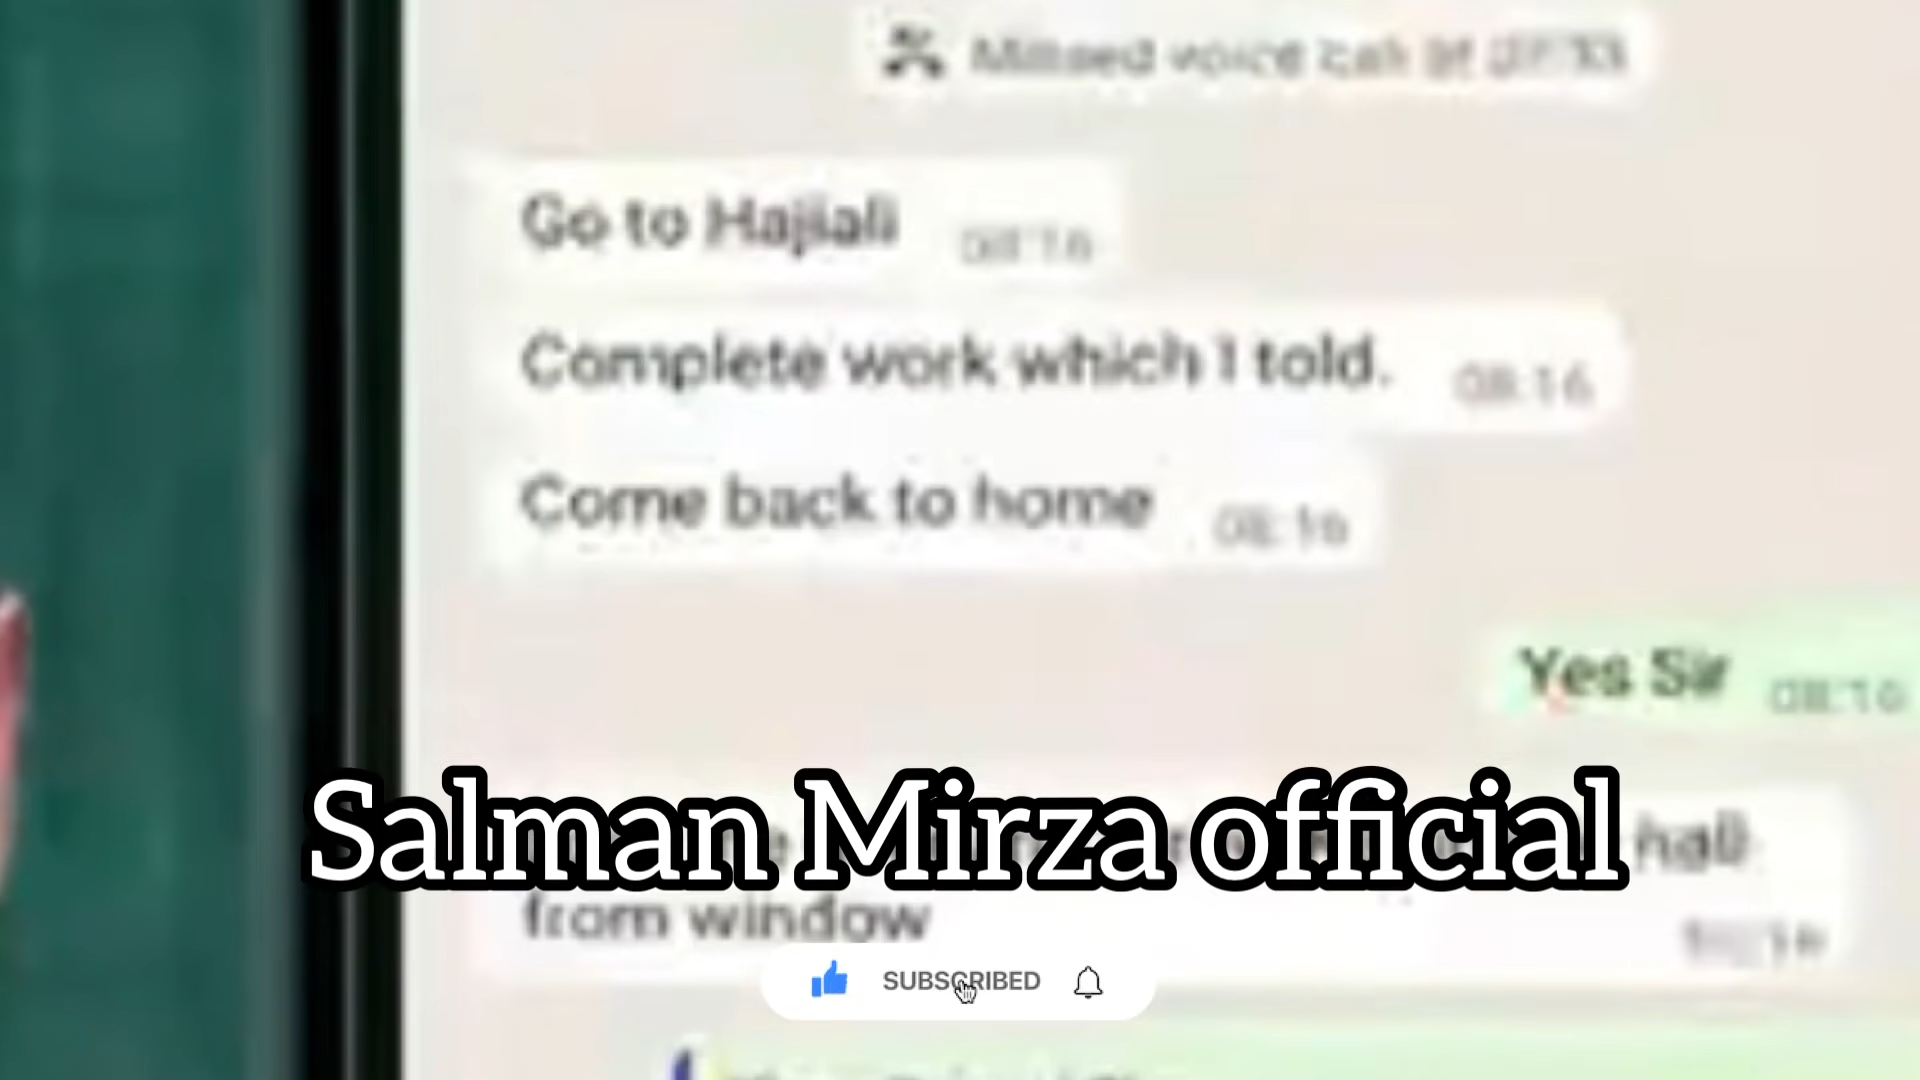 Missed voice call at
Go to Hajiali
08:16
Complete work which I told.
08:16
Come back to home
08:16
Yes Sir
08:16
hall
Salman Mirza official
from window
SUBSCRIBED